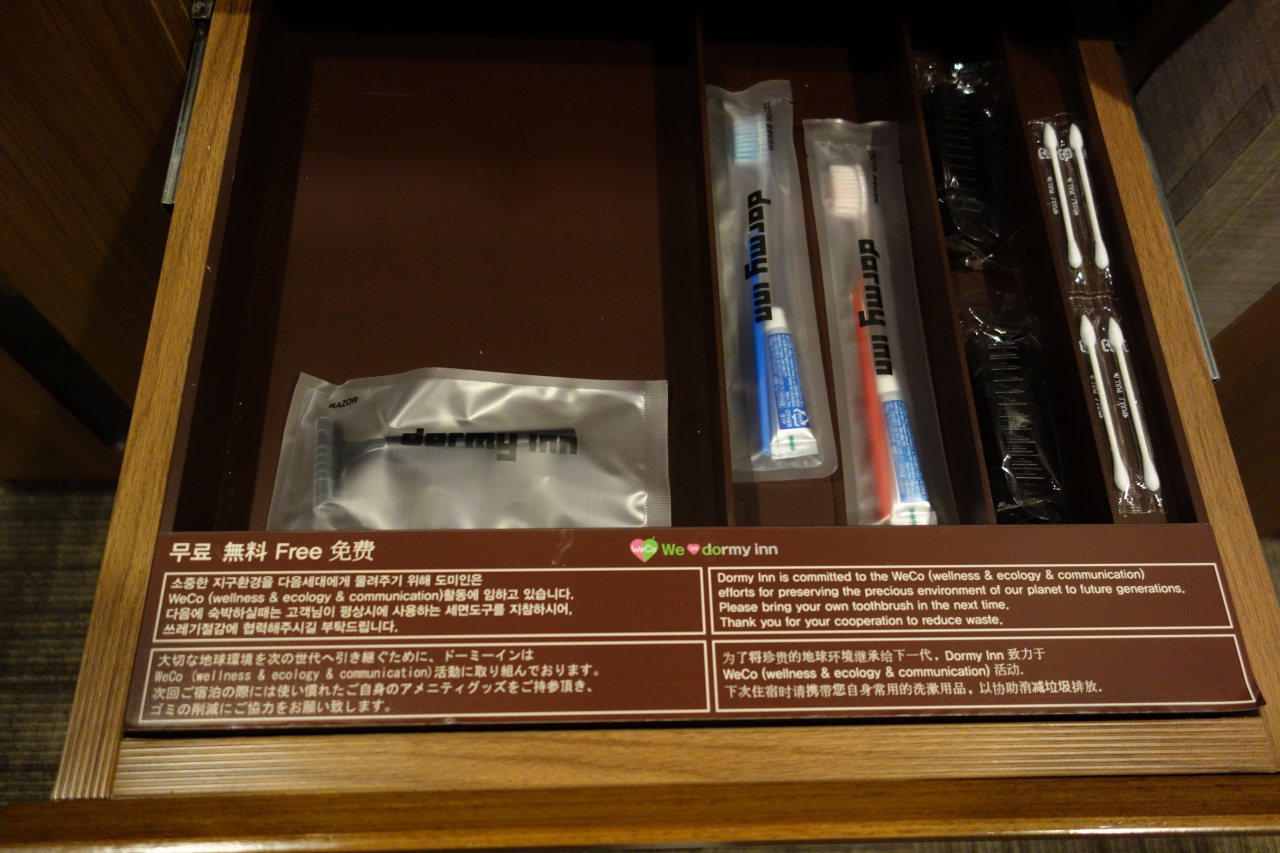 TOOTH BRUSH
dormy inn
TOOTH BRUSH
dormy inn
PULL
PULL
PULL
PULL
RAZOR
dormy inn
무료 無料 Free 免费
WeCo We dormy inn
소중한 지구환경을 다음세대에게 물려주기 위해 도미인은
WeCo (wellness & ecology & communication)활동에 임하고 있습니다.
다음에 숙박하실때는 고객님이 평상시에 사용하는 세면도구를 지참하시어,
쓰레기절감에 협력해주시길 부탁드립니다.
Dormy Inn is committed to the WeCo (wellness & ecology & communication)
efforts for preserving the precious environment of our planet to future generations.
Please bring your own toothbrush in the next time.
Thank you for your cooperation to reduce waste.
大切な地球環境を次の世代へ引き継ぐために、ドーミーインは
WeCo (wellness & ecology & communication)活動に取り組んでおります。
次回ご宿泊の際には使い慣れたご自身のアメニティグッズをご持参頂き、
ゴミの削減にご協力をお願い致します。
为了将珍贵的地球环境继承给下一代，Dormy Inn 致力于
WeCo (wellness & ecology & communication) 活动.
下次住宿时请携带您自身常用的洗漱用品，以协助消减垃圾排放.